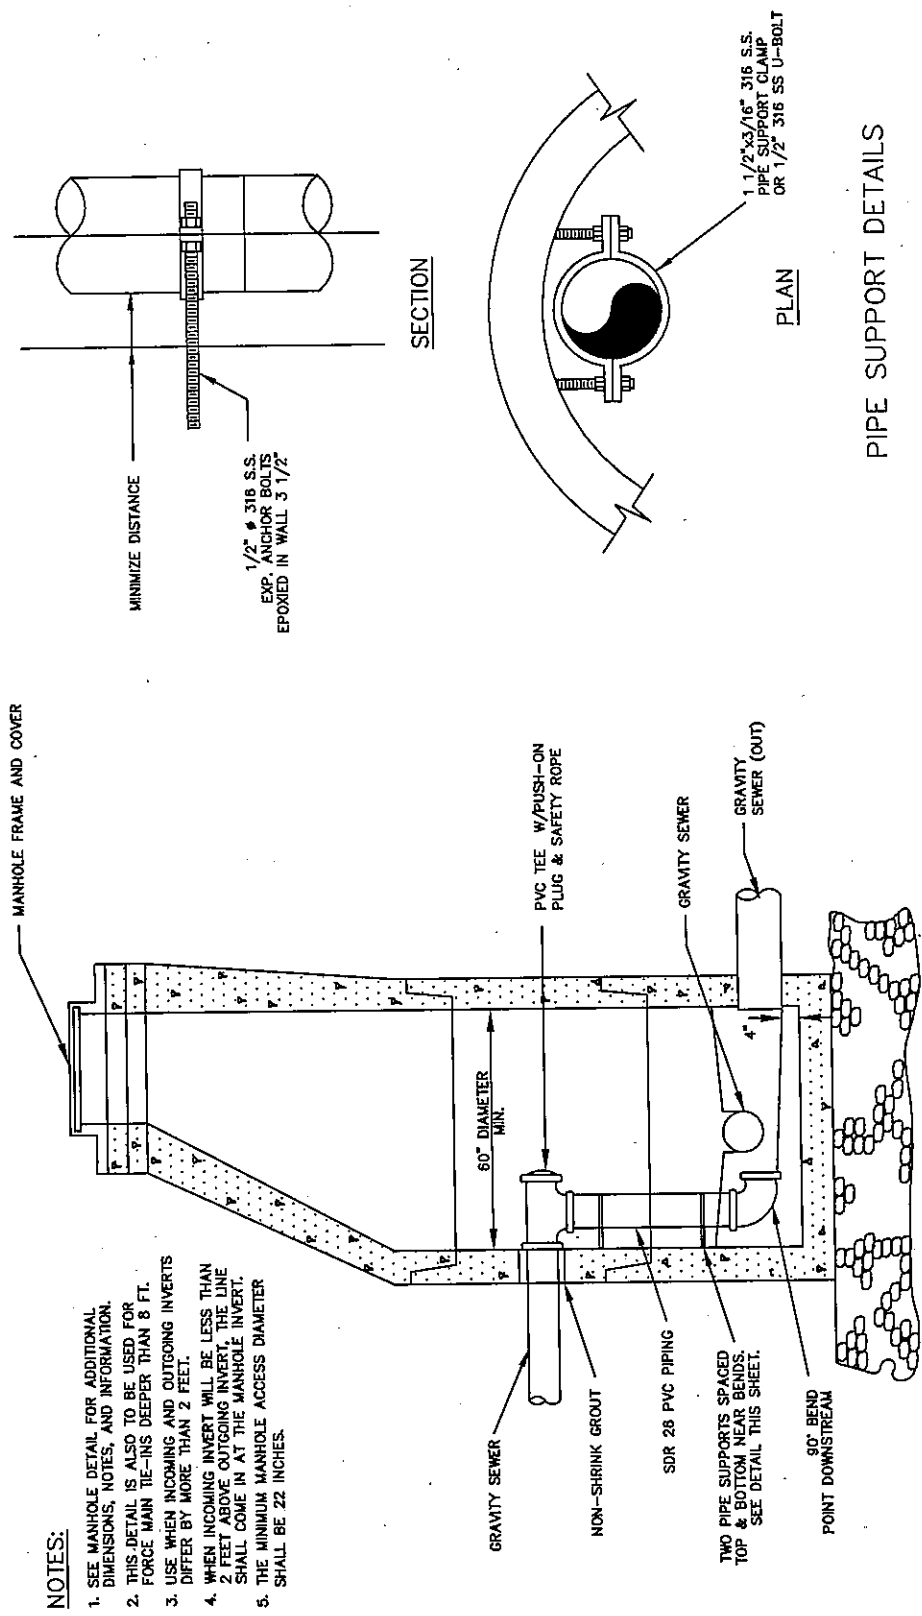 NOTES:
1. SEE MANHOLE DETAIL FOR ADDITIONAL
DIMENSIONS, NOTES, AND INFORMATION.
2. THIS DETAIL IS ALSO TO BE USED FOR
FORCE MAIN TIE-INS DEEPER THAN 8 FT.
3. USE WHEN INCOMING AND OUTGOING INVERTS
DIFFER BY MORE THAN 2 FEET.
4. WHEN INCOMING INVERT WILL BE LESS THAN
2 FEET ABOVE OUTGOING INVERT, THE LINE
SHALL COME IN AT THE MANHOLE INVERT.
5. THE MINIMUM MANHOLE ACCESS DIAMETER
SHALL BE 22 INCHES.
MANHOLE FRAME AND COVER
60" DIAMETER
MIN.
PVC TEE W/PUSH-ON
PLUG & SAFETY ROPE
GRAVITY SEWER
GRAVITY
SEWER (OUT)
4"
GRAVITY SEWER
NON-SHRINK GROUT
SDR 26 PVC PIPING
TWO PIPE SUPPORTS SPACED
TOP & BOTTOM NEAR BENDS.
SEE DETAIL THIS SHEET.
90° BEND
POINT DOWNSTREAM
MINIMIZE DISTANCE
1/2" ø 316 S.S.
EXP. ANCHOR BOLTS
EPOXIED IN WALL 3 1/2"
SECTION
1 1/2"x3/16" 316 S.S.
PIPE SUPPORT CLAMP
OR 1/2" 316 SS U-BOLT
PLAN
PIPE SUPPORT DETAILS